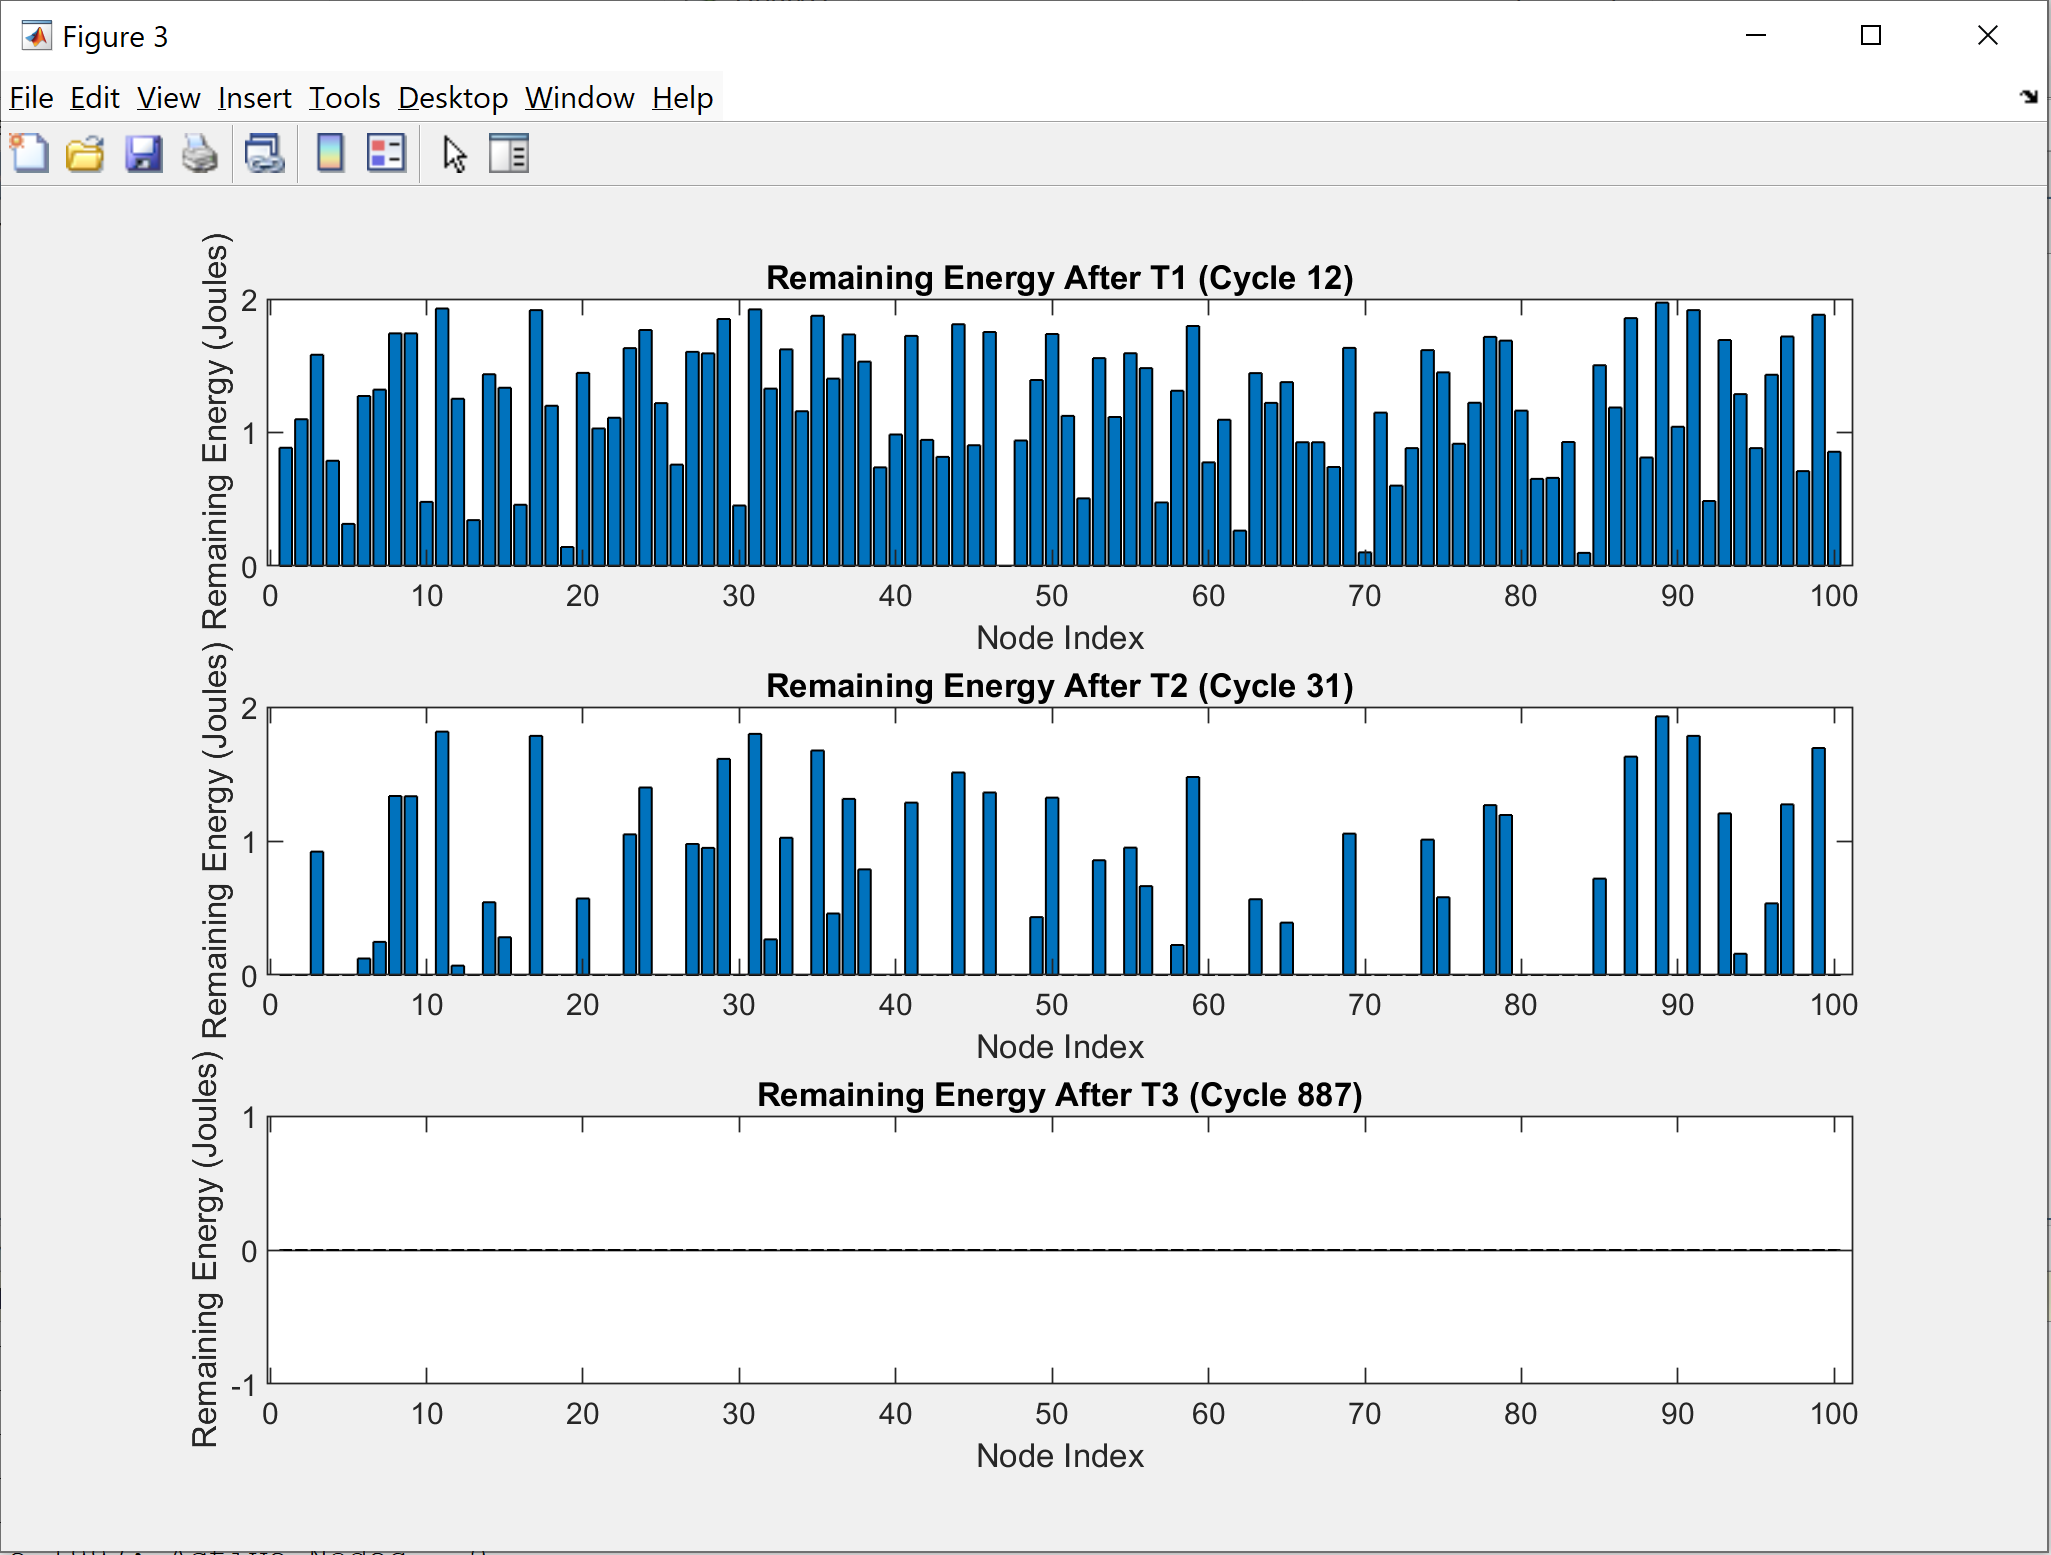 Figure 3
File Edit View Insert Tools Desktop Window Help
Remaining Energy After T1 (Cycle 12)
Remaining Energy (Joules)
2
1
0
0 10 20 30 40 50 60 70 80 90 100
Node Index
Remaining Energy After T2 (Cycle 31)
Remaining Energy (Joules)
2
1
0
0 10 20 30 40 50 60 70 80 90 100
Node Index
Remaining Energy After T3 (Cycle 887)
Remaining Energy (Joules)
1
0
-1
0 10 20 30 40 50 60 70 80 90 100
Node Index